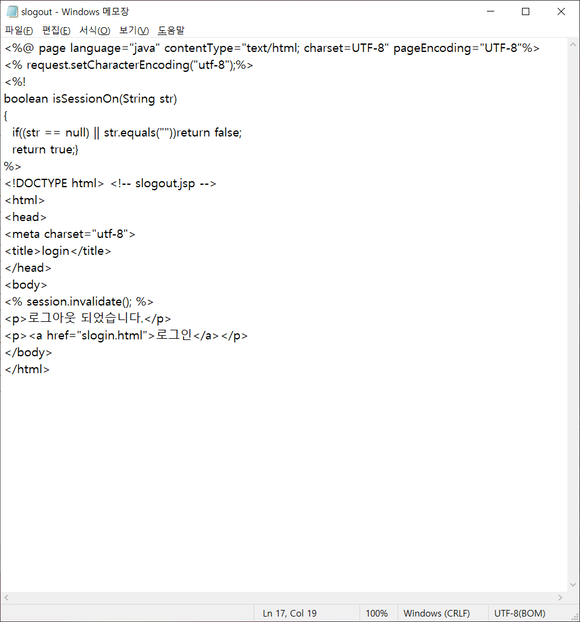 slogout - Windows 메모장
파일(F) 편집(E) 서식(O) 보기(V) 도움말
<%@ page language="java" contentType="text/html; charset=UTF-8" pageEncoding="UTF-8"%>
<% request.setCharacterEncoding("utf-8");%>
<%!
boolean isSessionOn(String str)
{
  if((str == null) || str.equals(""))return false;
  return true;}
%>
<!DOCTYPE html> <!-- slogout.jsp -->
<html>
<head>
<meta charset="utf-8">
<title>login</title>
</head>
<body>
<% session.invalidate(); %>
<p>로그아웃 되었습니다.</p>
<p><a href="slogin.html">로그인</a></p>
</body>
</html>
Ln 17, Col 19 100% Windows (CRLF) UTF-8(BOM)